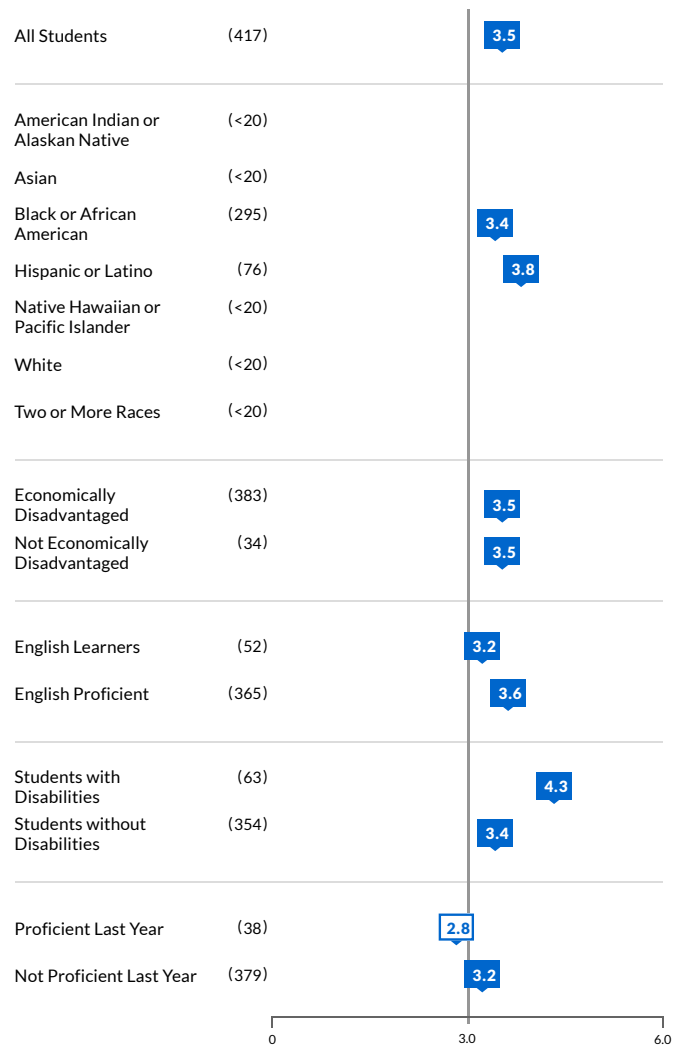 All Students (417) 3.5
American Indian or (<20)
Alaskan Native
Asian (<20)
Black or African (295) 3.4
American
Hispanic or Latino (76) 3.8
Native Hawaiian or (<20)
Pacific Islander
White (<20)
Two or More Races (<20)
Economically (383) 3.5
Disadvantaged
Not Economically (34) 3.5
Disadvantaged
English Learners (52) 3.2
English Proficient (365) 3.6
Students with (63) 4.3
Disabilities
Students without (354) 3.4
Disabilities
Proficient Last Year (38) 2.8
Not Proficient Last Year (379) 3.2
0 3.0 6.0